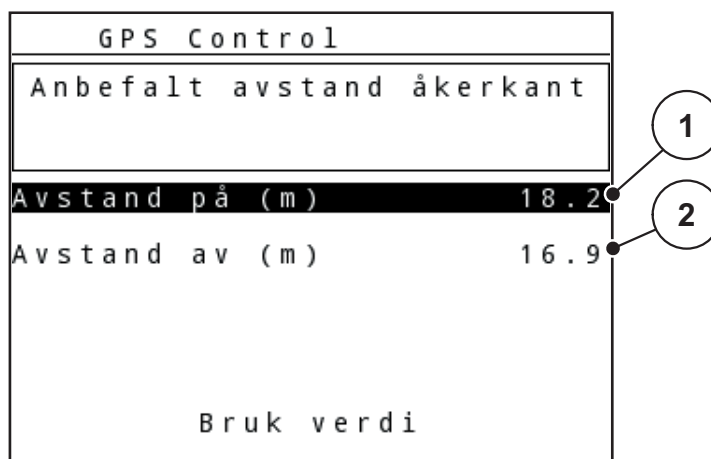 GPS Control
Anbefalt avstand åkerkant
Avstand på (m) 18.2
1
Avstand av (m) 16.9
2
Bruk verdi